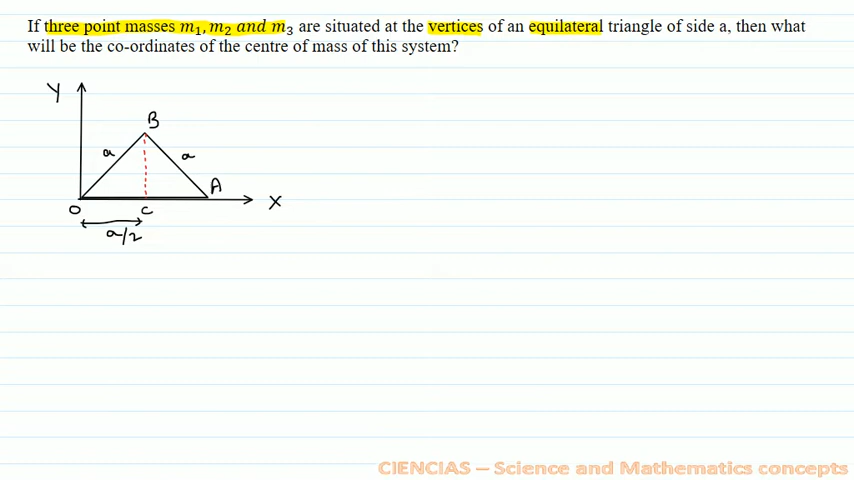 If three point masses m₁, m₂ and m₃ are situated at the vertices of an equilateral triangle of side a, then what
will be the co-ordinates of the centre of mass of this system?
Y
B
a
a
A
O
C
X
a/2
CIENCIAS – Science and Mathematics concepts